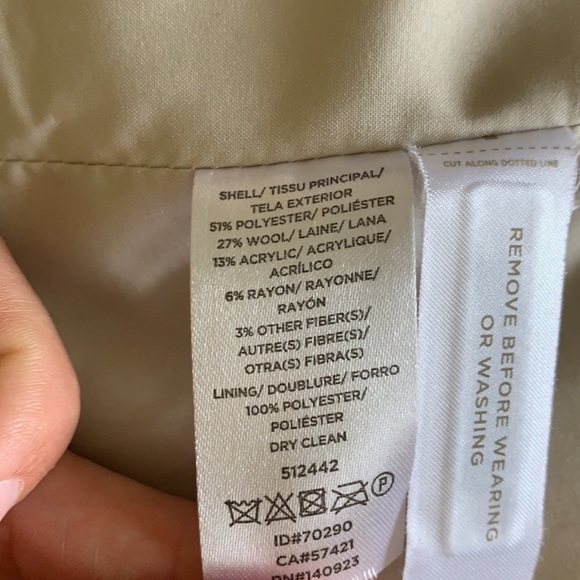 SHELL/ TISSU PRINCIPAL/
TELA EXTERIOR
51% POLYESTER/ POLIÉSTER
27% WOOL/ LAINE/ LANA
13% ACRYLIC/ ACRYLIQUE/
ACRÍLICO
6% RAYON/ RAYONNE/
RAYÓN
3% OTHER FIBER(S)/
AUTRE(S) FIBRE(S)/
OTRA(S) FIBRA(S)
LINING/ DOUBLURE/ FORRO
100% POLYESTER/
POLIÉSTER
DRY CLEAN
512442
P
ID#70290
CA#57421
RN#140923
CUT ALONG DOTTED LINE
REMOVE BEFORE WEARING
OR WASHING